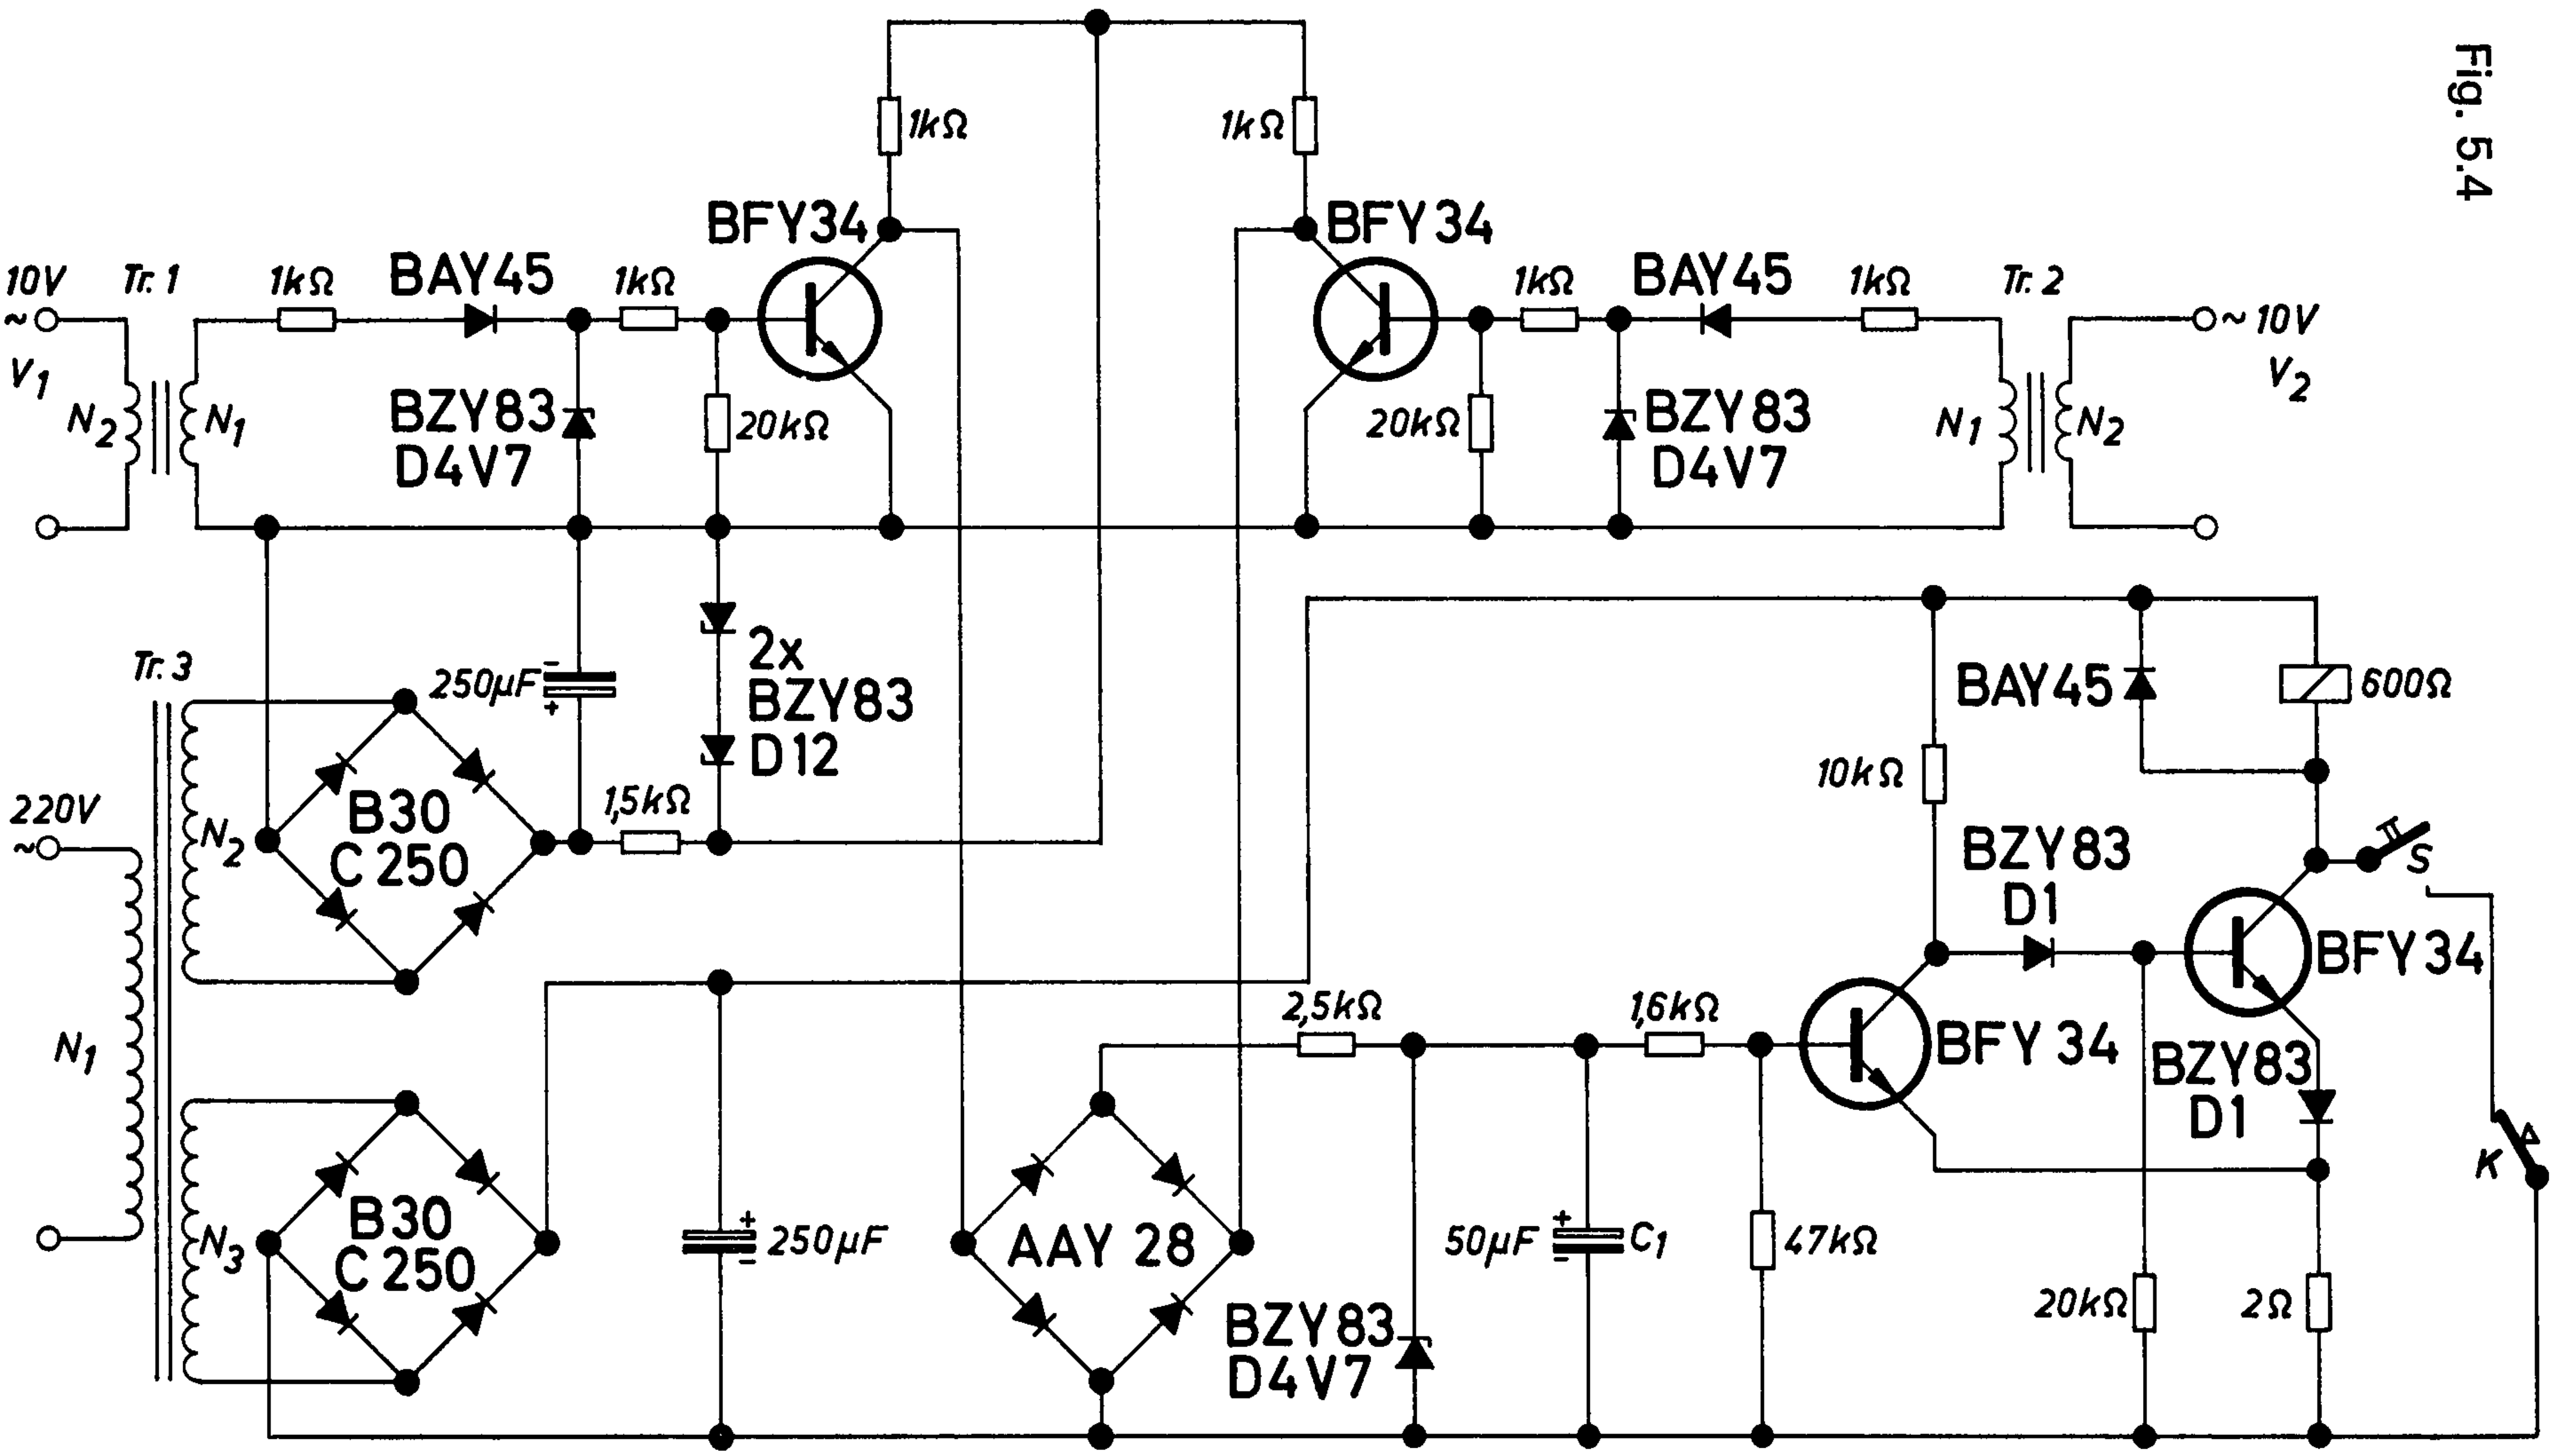 Fig. 5.4
1kΩ
1kΩ
BFY34
BFY34
10V
Tr. 1
1kΩ
BAY45
1kΩ
1kΩ
BAY45
1kΩ
Tr. 2
~
~ 10V
V1
V2
N2
N1
BZY83
D4V7
20kΩ
20kΩ
BZY83
D4V7
N1
N2
Tr. 3
250µF
-
+
2x
BZY83
D12
BAY45
600Ω
220V
~
N2
B30
C250
1,5kΩ
10kΩ
BZY83
D1
II
S
BFY34
N1
2,5kΩ
1,6kΩ
BFY34
BZY83
D1
K
N3
B30
C250
+
-
250µF
AAY 28
50µF
+
-
C1
47kΩ
BZY83
D4V7
20kΩ
2Ω